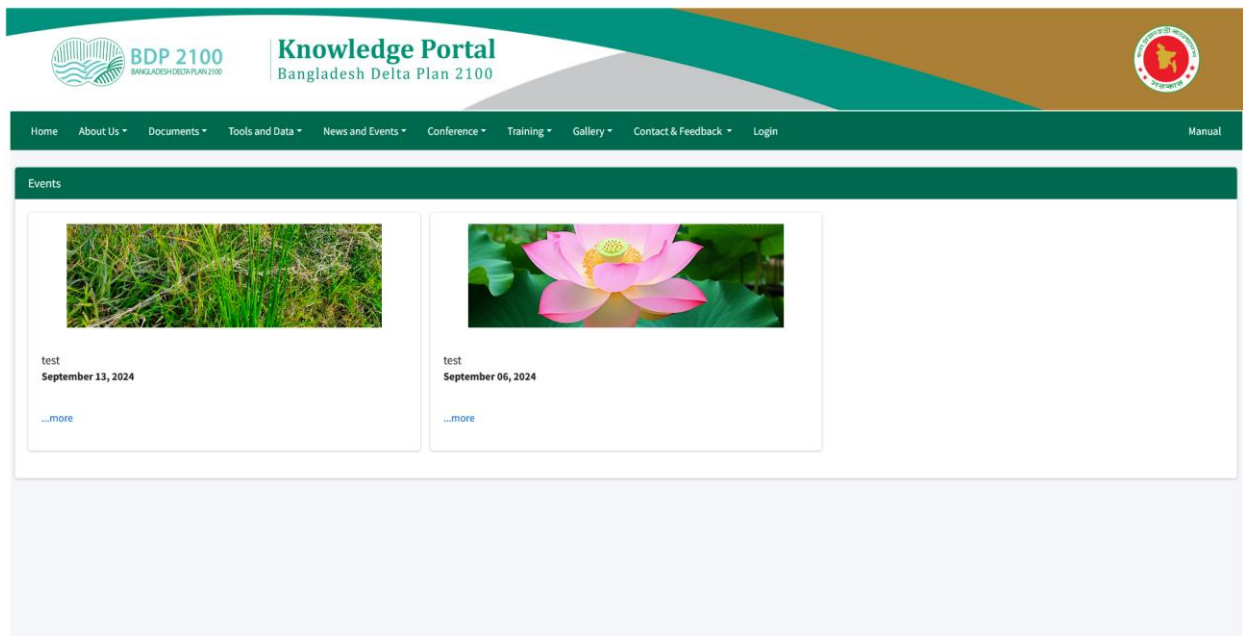 BDP 2100
BANGLADESH DELTA PLAN 2100
Knowledge Portal
Bangladesh Delta Plan 2100
Home About Us Documents Tools and Data News and Events Conference Training Gallery Contact & Feedback Login Manual
Events
test
September 13, 2024
...more
test
September 06, 2024
...more